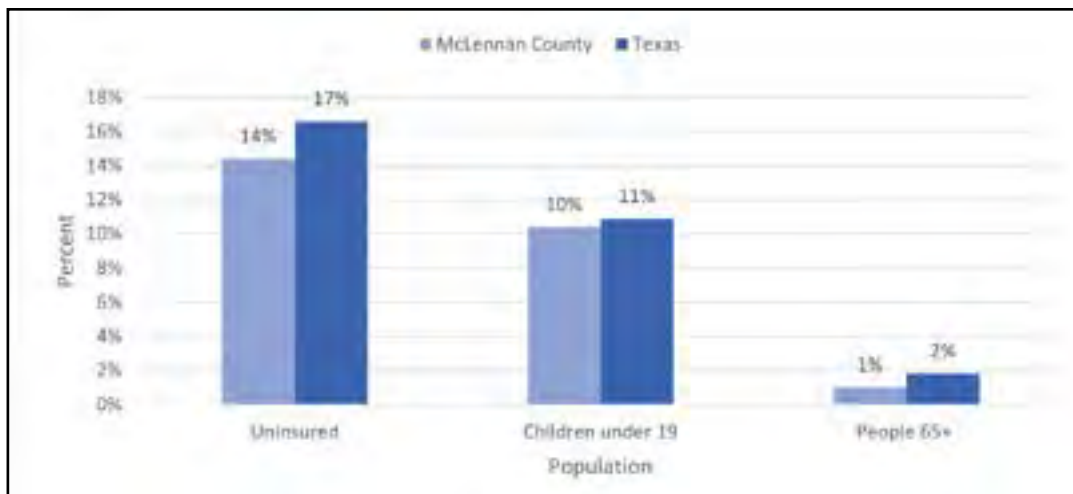 McLennan County Texas
18%
16%
14%
12%
10%
8%
6%
4%
2%
0%
Percent
14%
17%
10%
11%
1%
2%
Uninsured
Children under 19
People 65+
Population